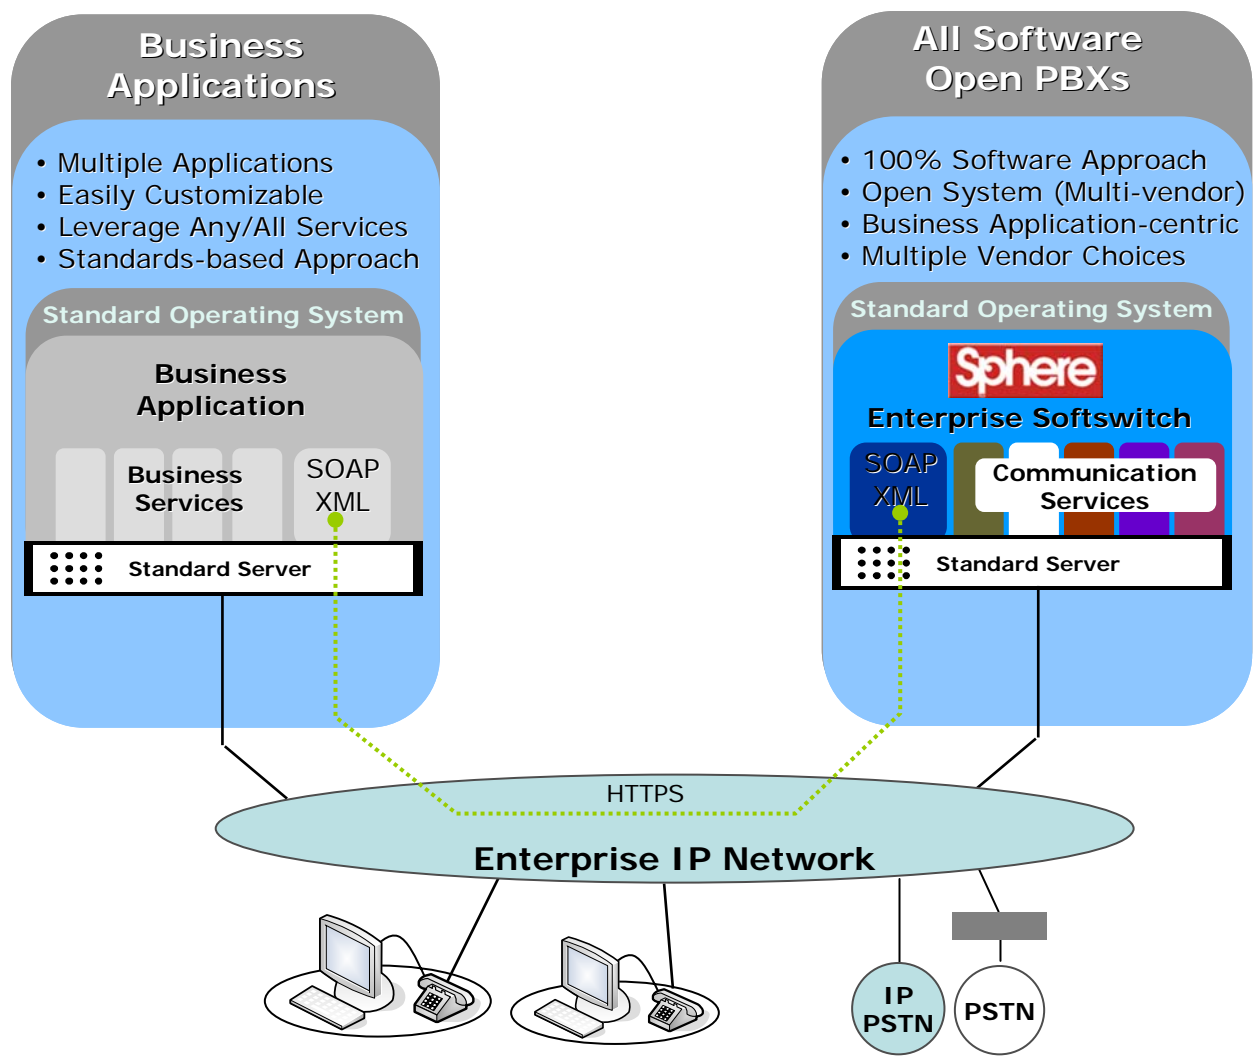 Business
Applications
• Multiple Applications
• Easily Customizable
• Leverage Any/All Services
• Standards-based Approach
Standard Operating System
Business
Application
Business
Services
SOAP
XML
Standard Server
All Software
Open PBXs
• 100% Software Approach
• Open System (Multi-vendor)
• Business Application-centric
• Multiple Vendor Choices
Standard Operating System
Sphere
Enterprise Softswitch
SOAP
XML
Communication
Services
Standard Server
HTTPS
Enterprise IP Network
IP
PSTN
PSTN